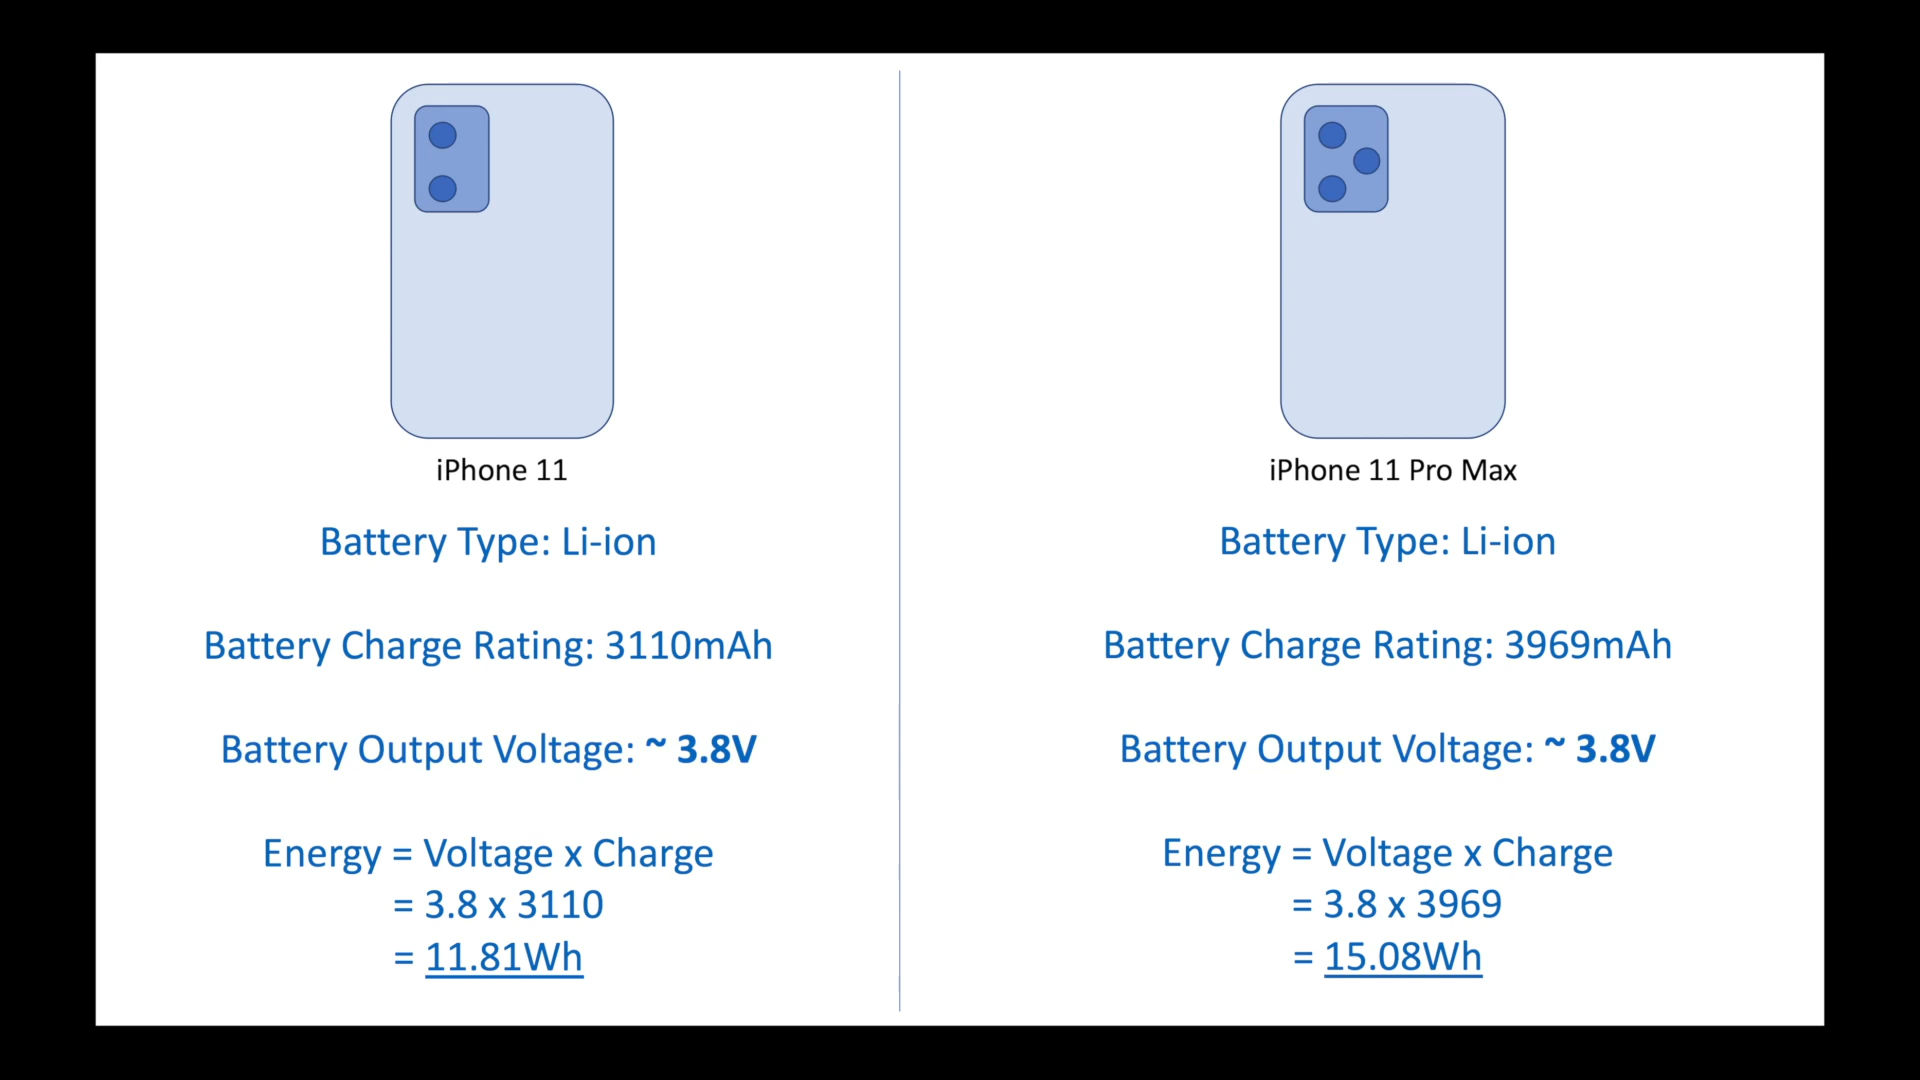 iPhone 11
Battery Type: Li-ion
Battery Charge Rating: 3110mAh
Battery Output Voltage: ~ 3.8V
Energy = Voltage x Charge
= 3.8 x 3110
= 11.81Wh
iPhone 11 Pro Max
Battery Type: Li-ion
Battery Charge Rating: 3969mAh
Battery Output Voltage: ~ 3.8V
Energy = Voltage x Charge
= 3.8 x 3969
= 15.08Wh